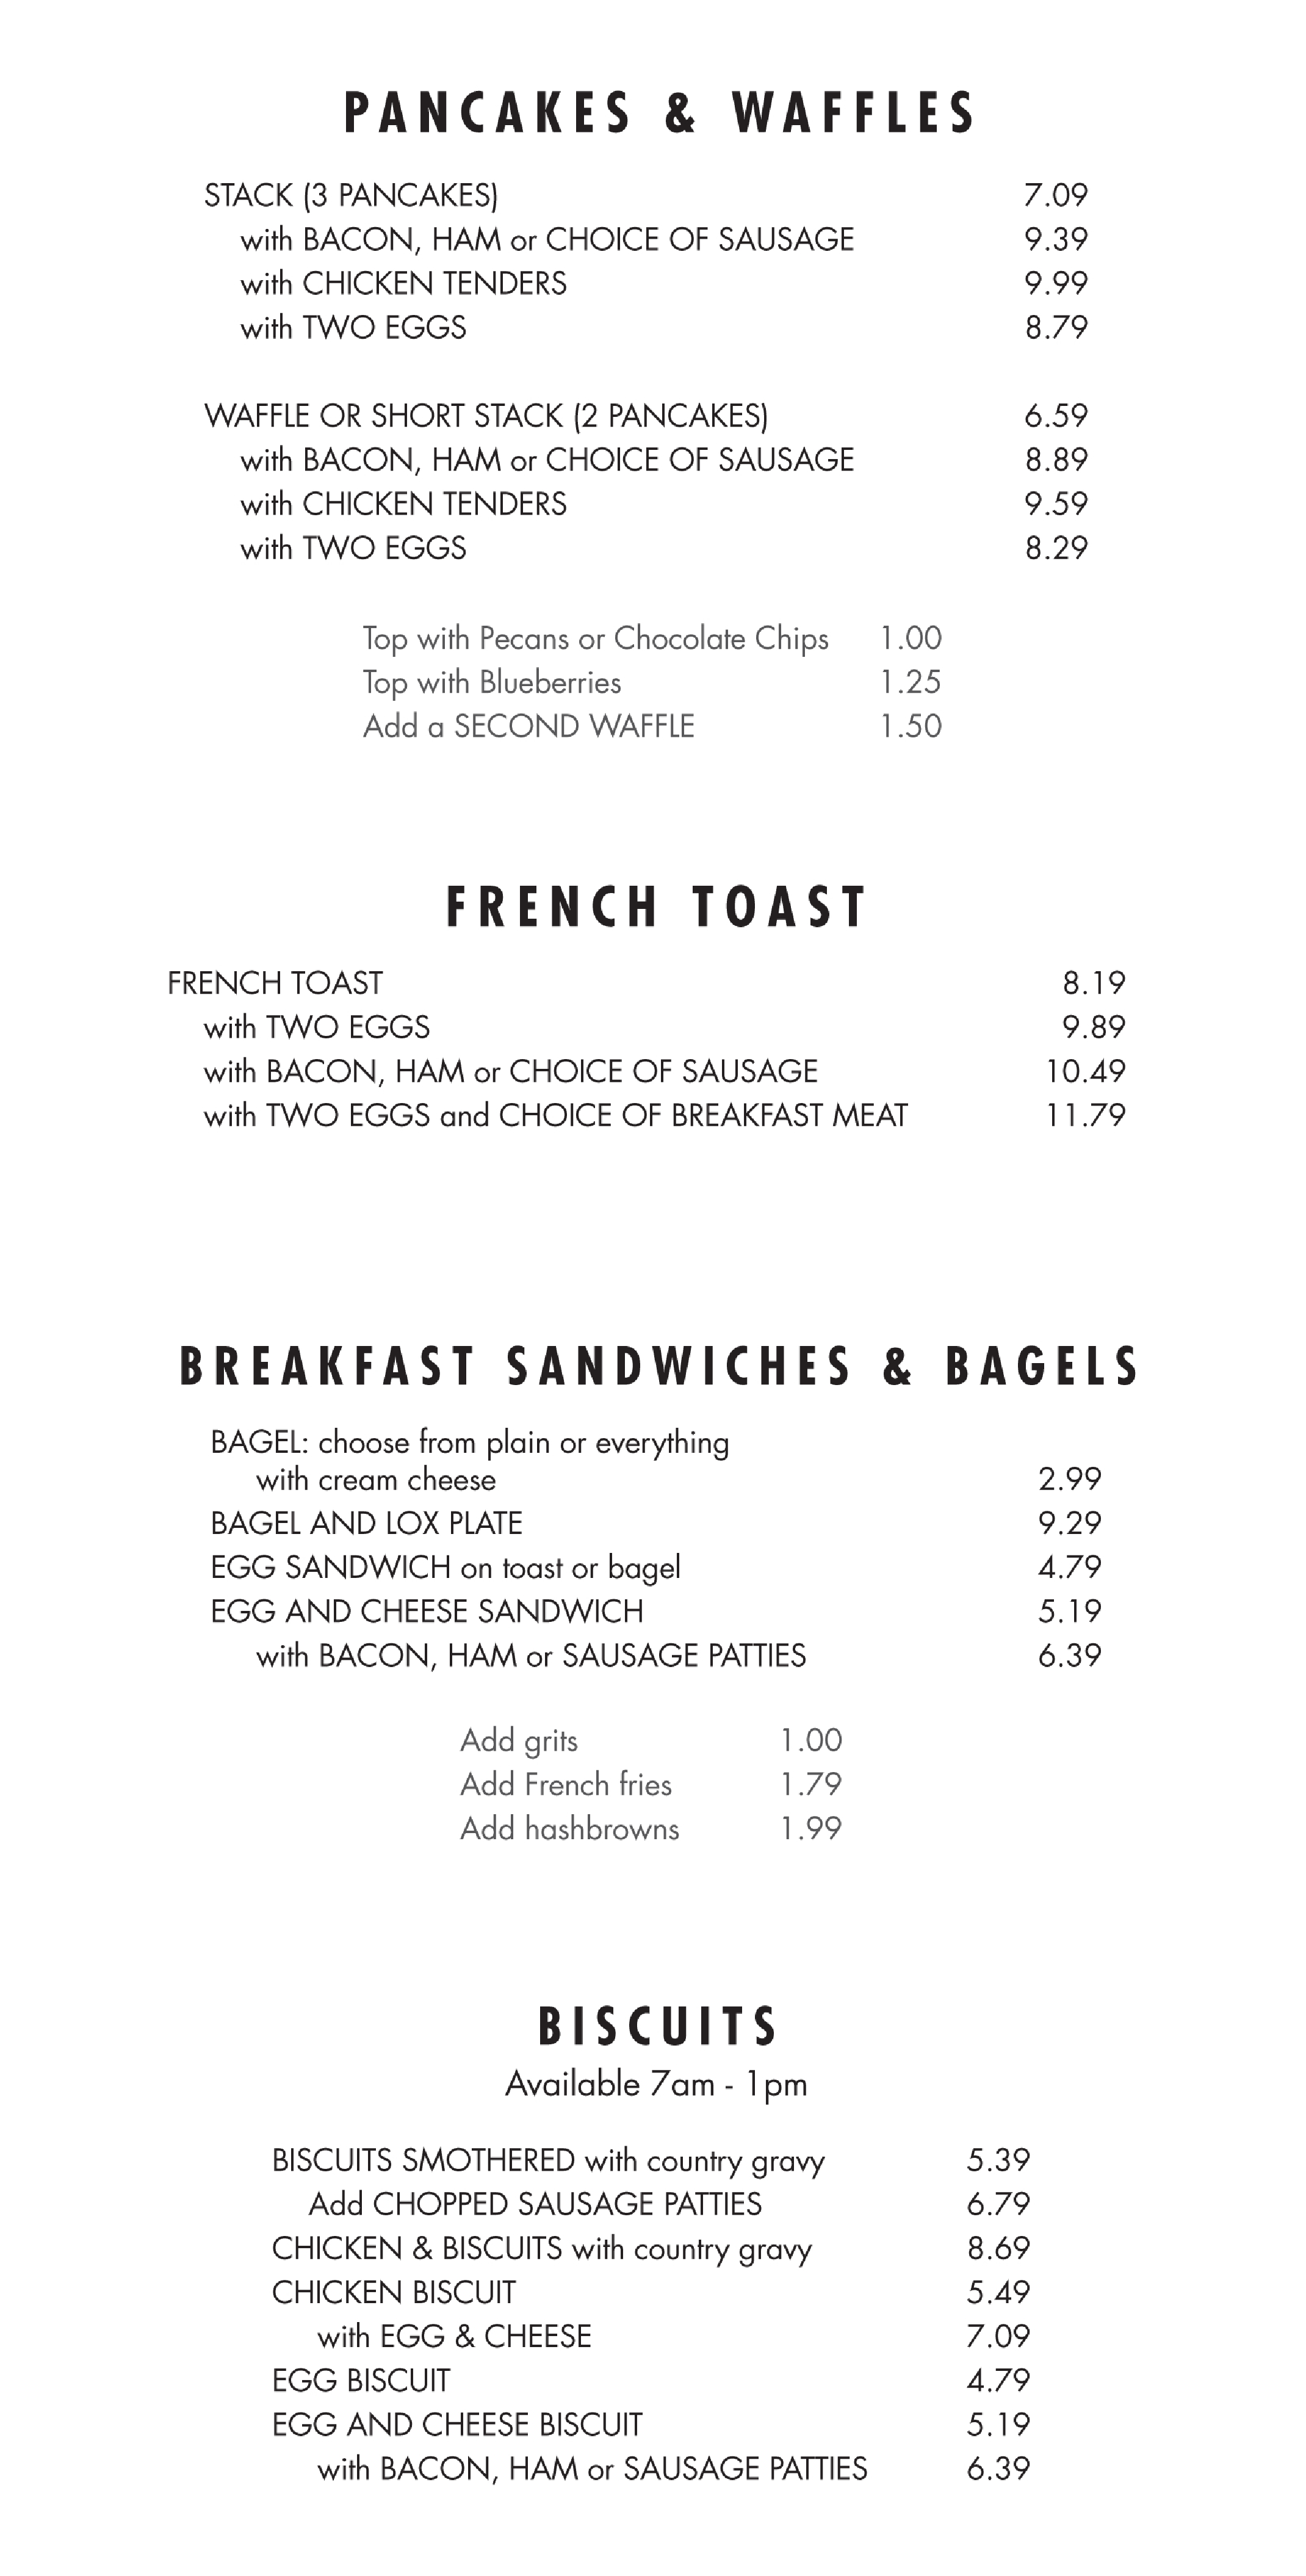 PANCAKES & WAFFLES
STACK (3 PANCAKES) 7.09
with BACON, HAM or CHOICE OF SAUSAGE 9.39
with CHICKEN TENDERS 9.99
with TWO EGGS 8.79
WAFFLE OR SHORT STACK (2 PANCAKES) 6.59
with BACON, HAM or CHOICE OF SAUSAGE 8.89
with CHICKEN TENDERS 9.59
with TWO EGGS 8.29
Top with Pecans or Chocolate Chips 1.00
Top with Blueberries 1.25
Add a SECOND WAFFLE 1.50
FRENCH TOAST
FRENCH TOAST 8.19
with TWO EGGS 9.89
with BACON, HAM or CHOICE OF SAUSAGE 10.49
with TWO EGGS and CHOICE OF BREAKFAST MEAT 11.79
BREAKFAST SANDWICHES & BAGELS
BAGEL: choose from plain or everything
with cream cheese 2.99
BAGEL AND LOX PLATE 9.29
EGG SANDWICH on toast or bagel 4.79
EGG AND CHEESE SANDWICH 5.19
with BACON, HAM or SAUSAGE PATTIES 6.39
Add grits 1.00
Add French fries 1.79
Add hashbrowns 1.99
BISCUITS
Available 7am - 1pm
BISCUITS SMOTHERED with country gravy 5.39
Add CHOPPED SAUSAGE PATTIES 6.79
CHICKEN & BISCUITS with country gravy 8.69
CHICKEN BISCUIT 5.49
with EGG & CHEESE 7.09
EGG BISCUIT 4.79
EGG AND CHEESE BISCUIT 5.19
with BACON, HAM or SAUSAGE PATTIES 6.39